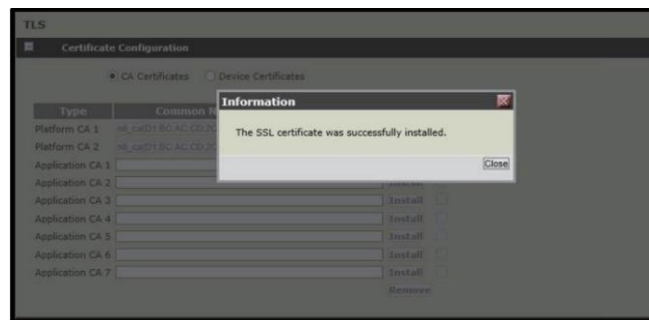 TLS
Certificate Configuration
CA Certificates Device Certificates
Type Common N
Information
The SSL certificate was successfully installed.
Close
Platform CA 1
Platform CA 2
Application CA 1
Application CA 2 Install
Application CA 3 Install
Application CA 4 Install
Application CA 5 Install
Application CA 6 Install
Application CA 7 Install
Remove